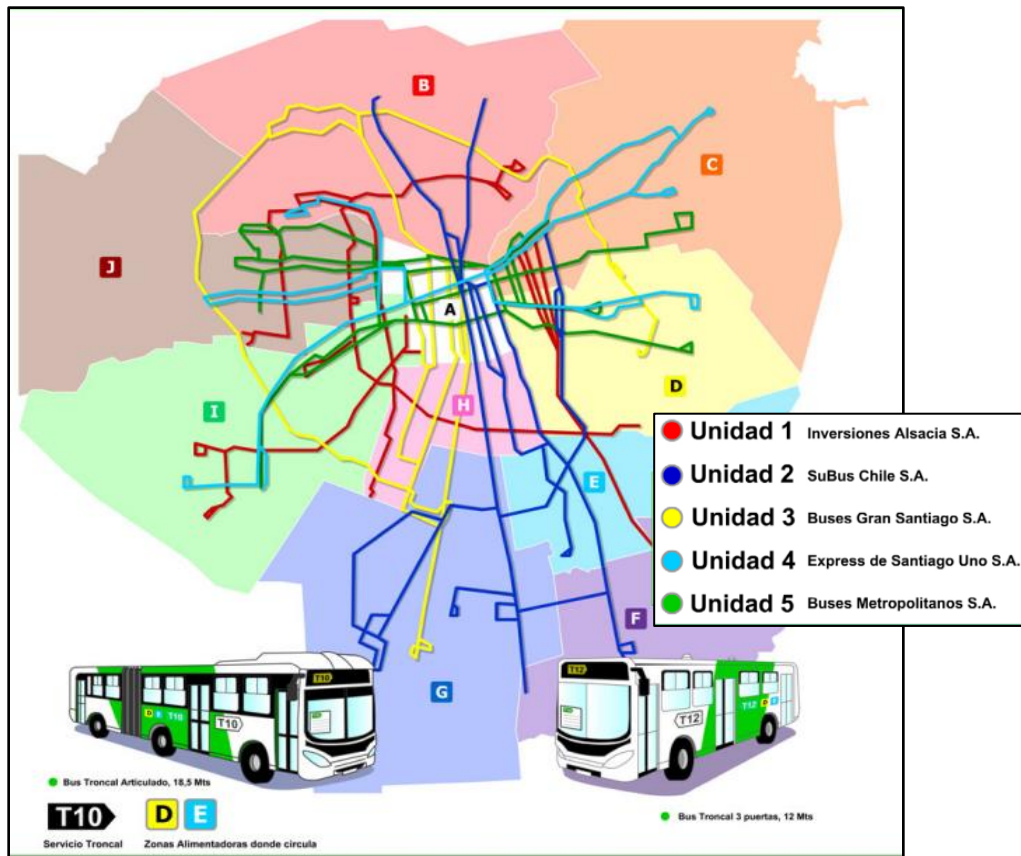 B
C
J
A
D
I
H
E
F
G
Unidad 1 Inversiones Alsacia S.A.
Unidad 2 SuBus Chile S.A.
Unidad 3 Buses Gran Santiago S.A.
Unidad 4 Express de Santiago Uno S.A.
Unidad 5 Buses Metropolitanos S.A.
T10
D E T10
T10
T12
T12
T12 D E
Bus Troncal Articulado, 18,5 Mts
Bus Troncal 3 puertas, 12 Mts
T10 D E
Servicio Troncal Zonas Alimentadoras donde circula